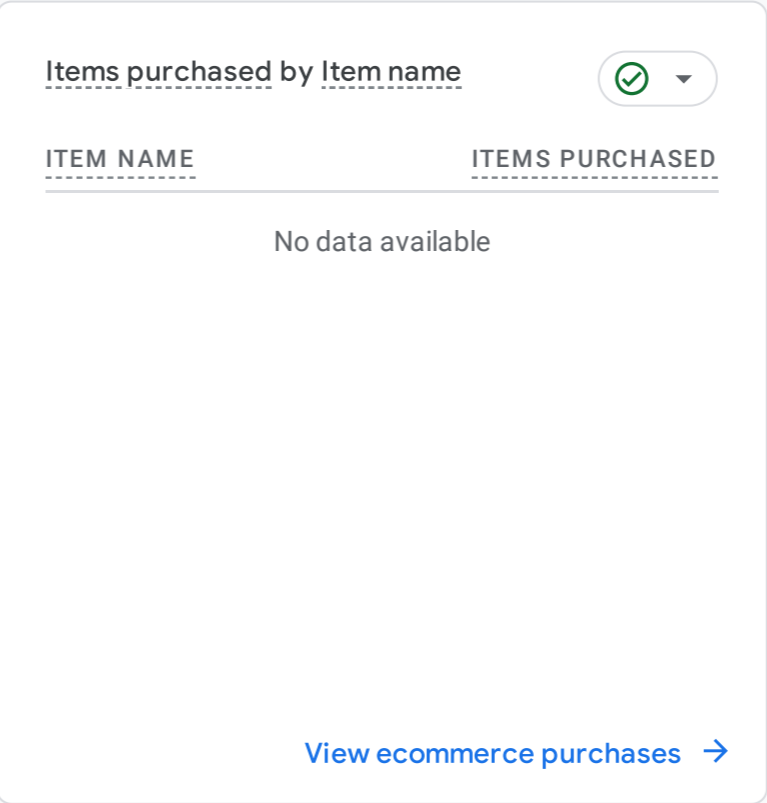 Items purchased by Item name
ITEM NAME ITEMS PURCHASED
No data available
View ecommerce purchases